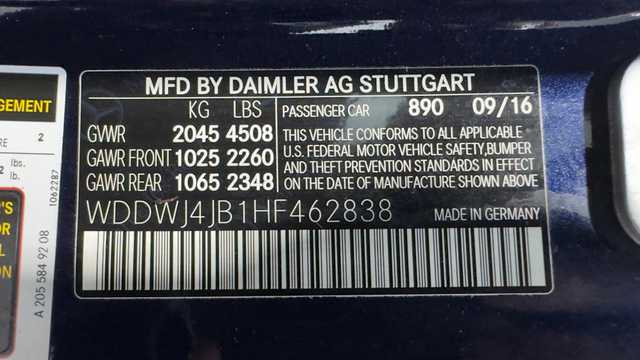 MFD BY DAIMLER AG STUTTGART
KG LBS
GVWR 2045 4508
GAWR FRONT 1025 2260
GAWR REAR 1065 2348
PASSENGER CAR 890 09/16
THIS VEHICLE CONFORMS TO ALL APPLICABLE
U.S. FEDERAL MOTOR VEHICLE SAFETY,BUMPER
AND THEFT PREVENTION STANDARDS IN EFFECT
ON THE DATE OF MANUFACTURE SHOWN ABOVE
WDDWJ4JB1HF462838
MADE IN GERMANY
2
lbs.
lb.
1062287
A 205 584 92 08